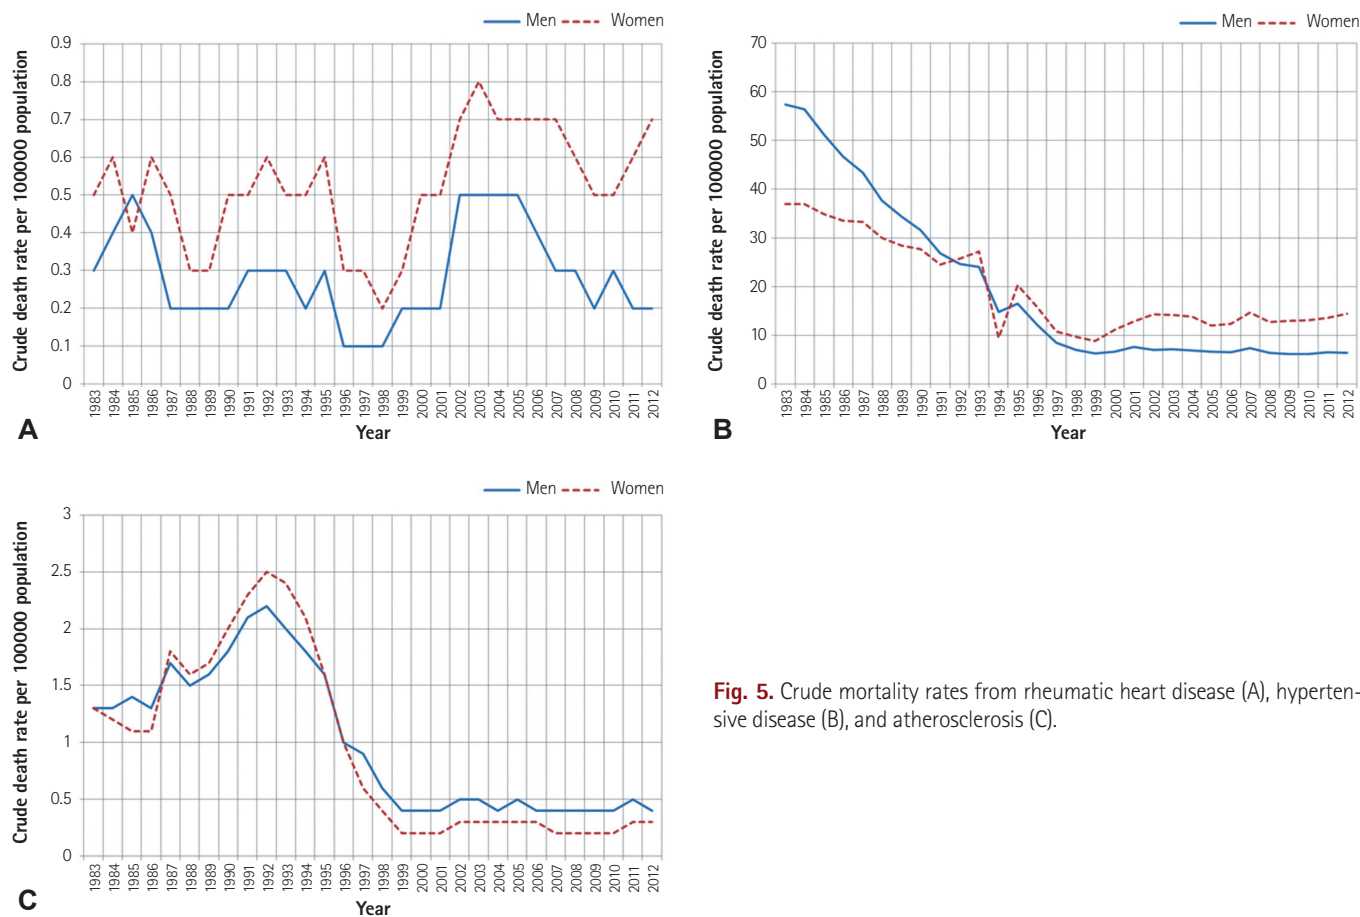 Men Women
Crude death rate per 100000 population
0.9
0.8
0.7
0.6
0.5
0.4
0.3
0.2
0.1
0
1983 1984 1985 1986 1987 1988 1989 1990 1991 1992 1993 1994 1995 1996 1997 1998 1999 2000 2001 2002 2003 2004 2005 2006 2007 2008 2009 2010 2011 2012
Year
A
Men Women
Crude death rate per 100000 population
70
60
50
40
30
20
10
0
1983 1984 1985 1986 1987 1988 1989 1990 1991 1992 1993 1994 1995 1996 1997 1998 1999 2000 2001 2002 2003 2004 2005 2006 2007 2008 2009 2010 2011 2012
Year
B
Men Women
Crude death rate per 100000 population
3
2.5
2
1.5
1
0.5
0
1983 1984 1985 1986 1987 1988 1989 1990 1991 1992 1993 1994 1995 1996 1997 1998 1999 2000 2001 2002 2003 2004 2005 2006 2007 2008 2009 2010 2011 2012
Year
C
Fig. 5. Crude mortality rates from rheumatic heart disease (A), hyperten-
sive disease (B), and atherosclerosis (C).